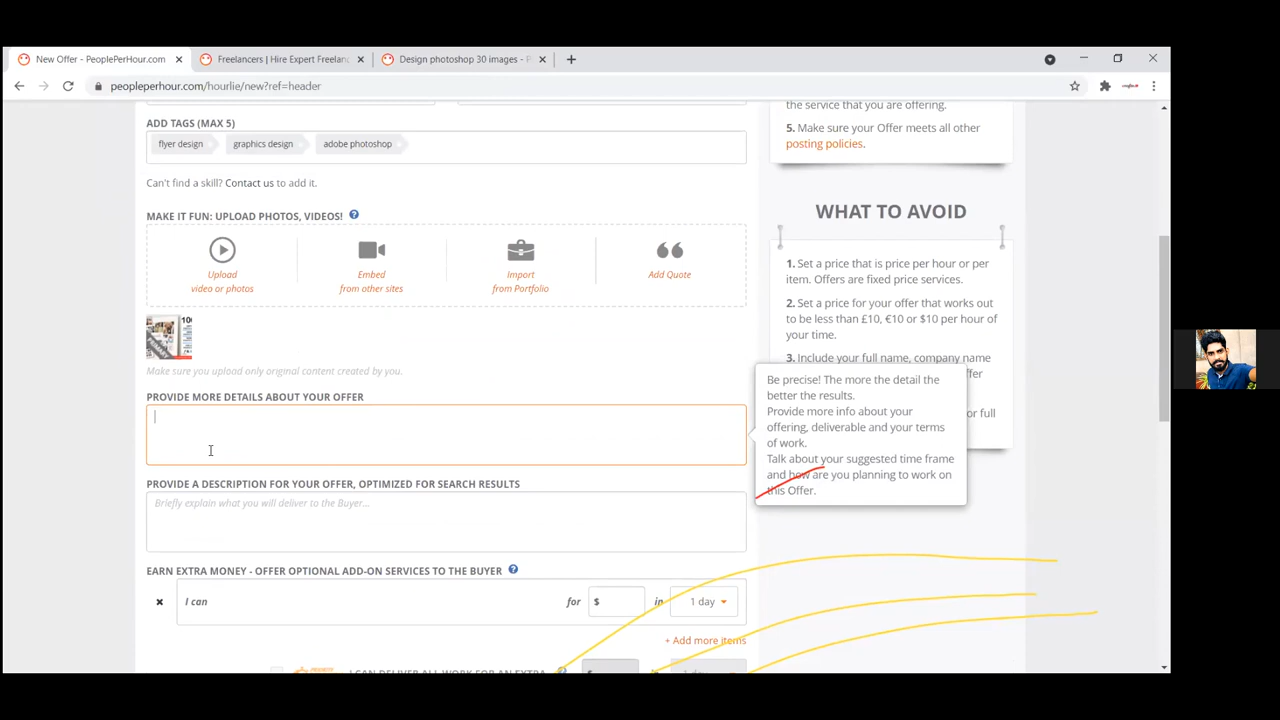 New Offer - PeoplePerHour.com
Freelancers | Hire Expert Freelanc
Design photoshop 30 images - P
peopleperhour.com/hourlie/new?ref=header
ADD TAGS (MAX 5)
flyer design
graphics design
adobe photoshop
Can't find a skill? Contact us to add it.
MAKE IT FUN: UPLOAD PHOTOS, VIDEOS!
Upload
video or photos
Embed
from other sites
Import
from Portfolio
Add Quote
Make sure you upload only original content created by you.
PROVIDE MORE DETAILS ABOUT YOUR OFFER
PROVIDE A DESCRIPTION FOR YOUR OFFER, OPTIMIZED FOR SEARCH RESULTS
Briefly explain what you will deliver to the Buyer...
EARN EXTRA MONEY - OFFER OPTIONAL ADD-ON SERVICES TO THE BUYER
I can
for $
in 1 day
+ Add more items
I CAN DELIVER ALL WORK FOR AN EXTRA
the service that you are offering.
5. Make sure your Offer meets all other
posting policies.
WHAT TO AVOID
1. Set a price that is price per hour or per
item. Offers are fixed price services.
2. Set a price for your offer that works out
to be less than £10, €10 or $10 per hour of
your time.
3. Include your full name, company name
or full
Be precise! The more the detail the
better the results.
Provide more info about your
offering, deliverable and your terms
of work.
Talk about your suggested time frame
and how are you planning to work on
this Offer.